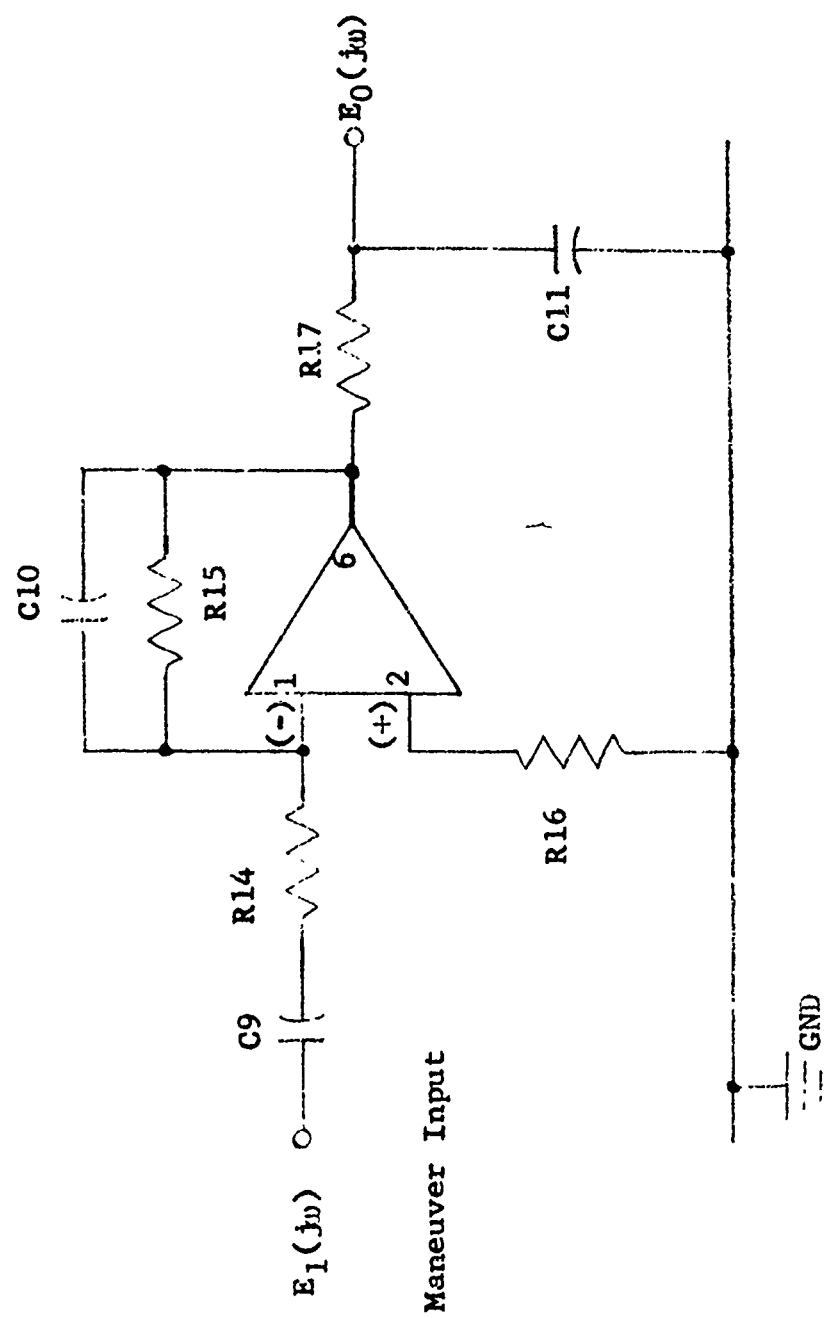 C10
R15
E1(jω)
C9
R14
(-)
1
(+)
2
6
R17
E0(jω)
Maneuver Input
R16
C11
GND